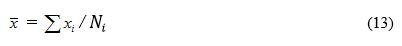 x̅ = ∑ xᵢ / Nᵢ (13)